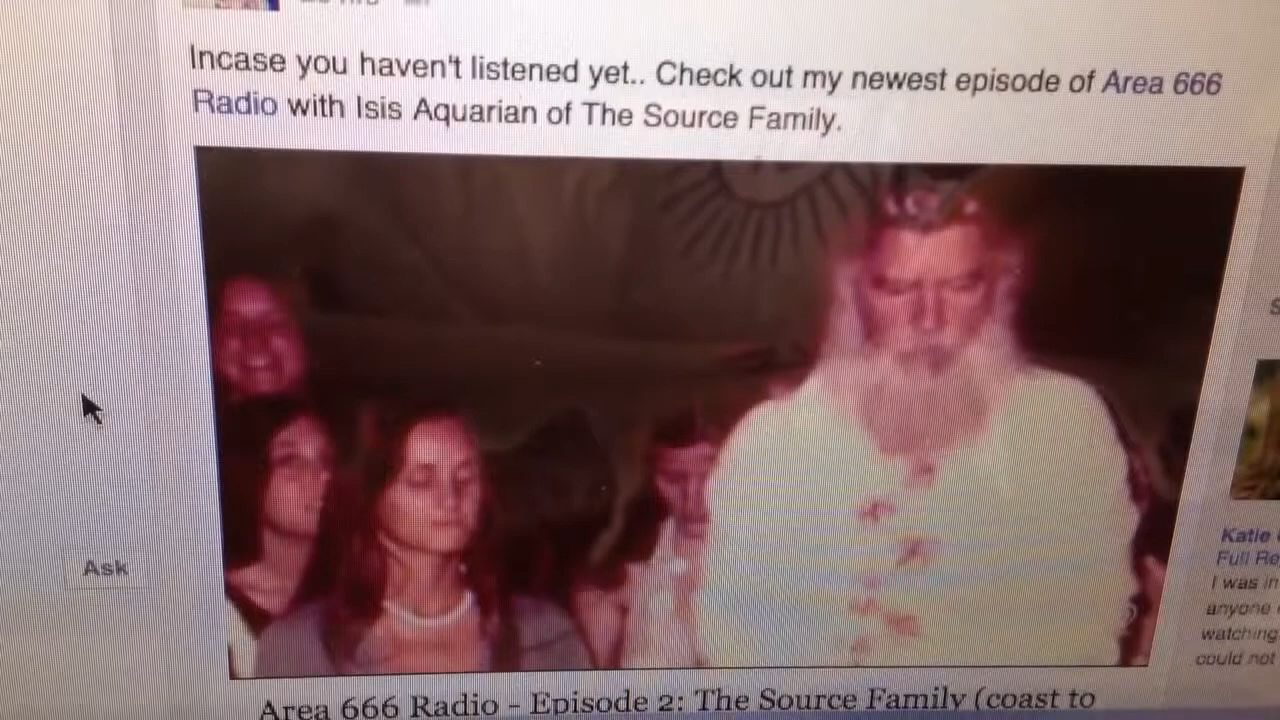 Incase you haven't listened yet.. Check out my newest episode of Area 666
Radio with Isis Aquarian of The Source Family.
Ask
Katie
Full Re
I was in
anyone
watching
could not
Area 666 Radio - Episode 2: The Source Family (coast to